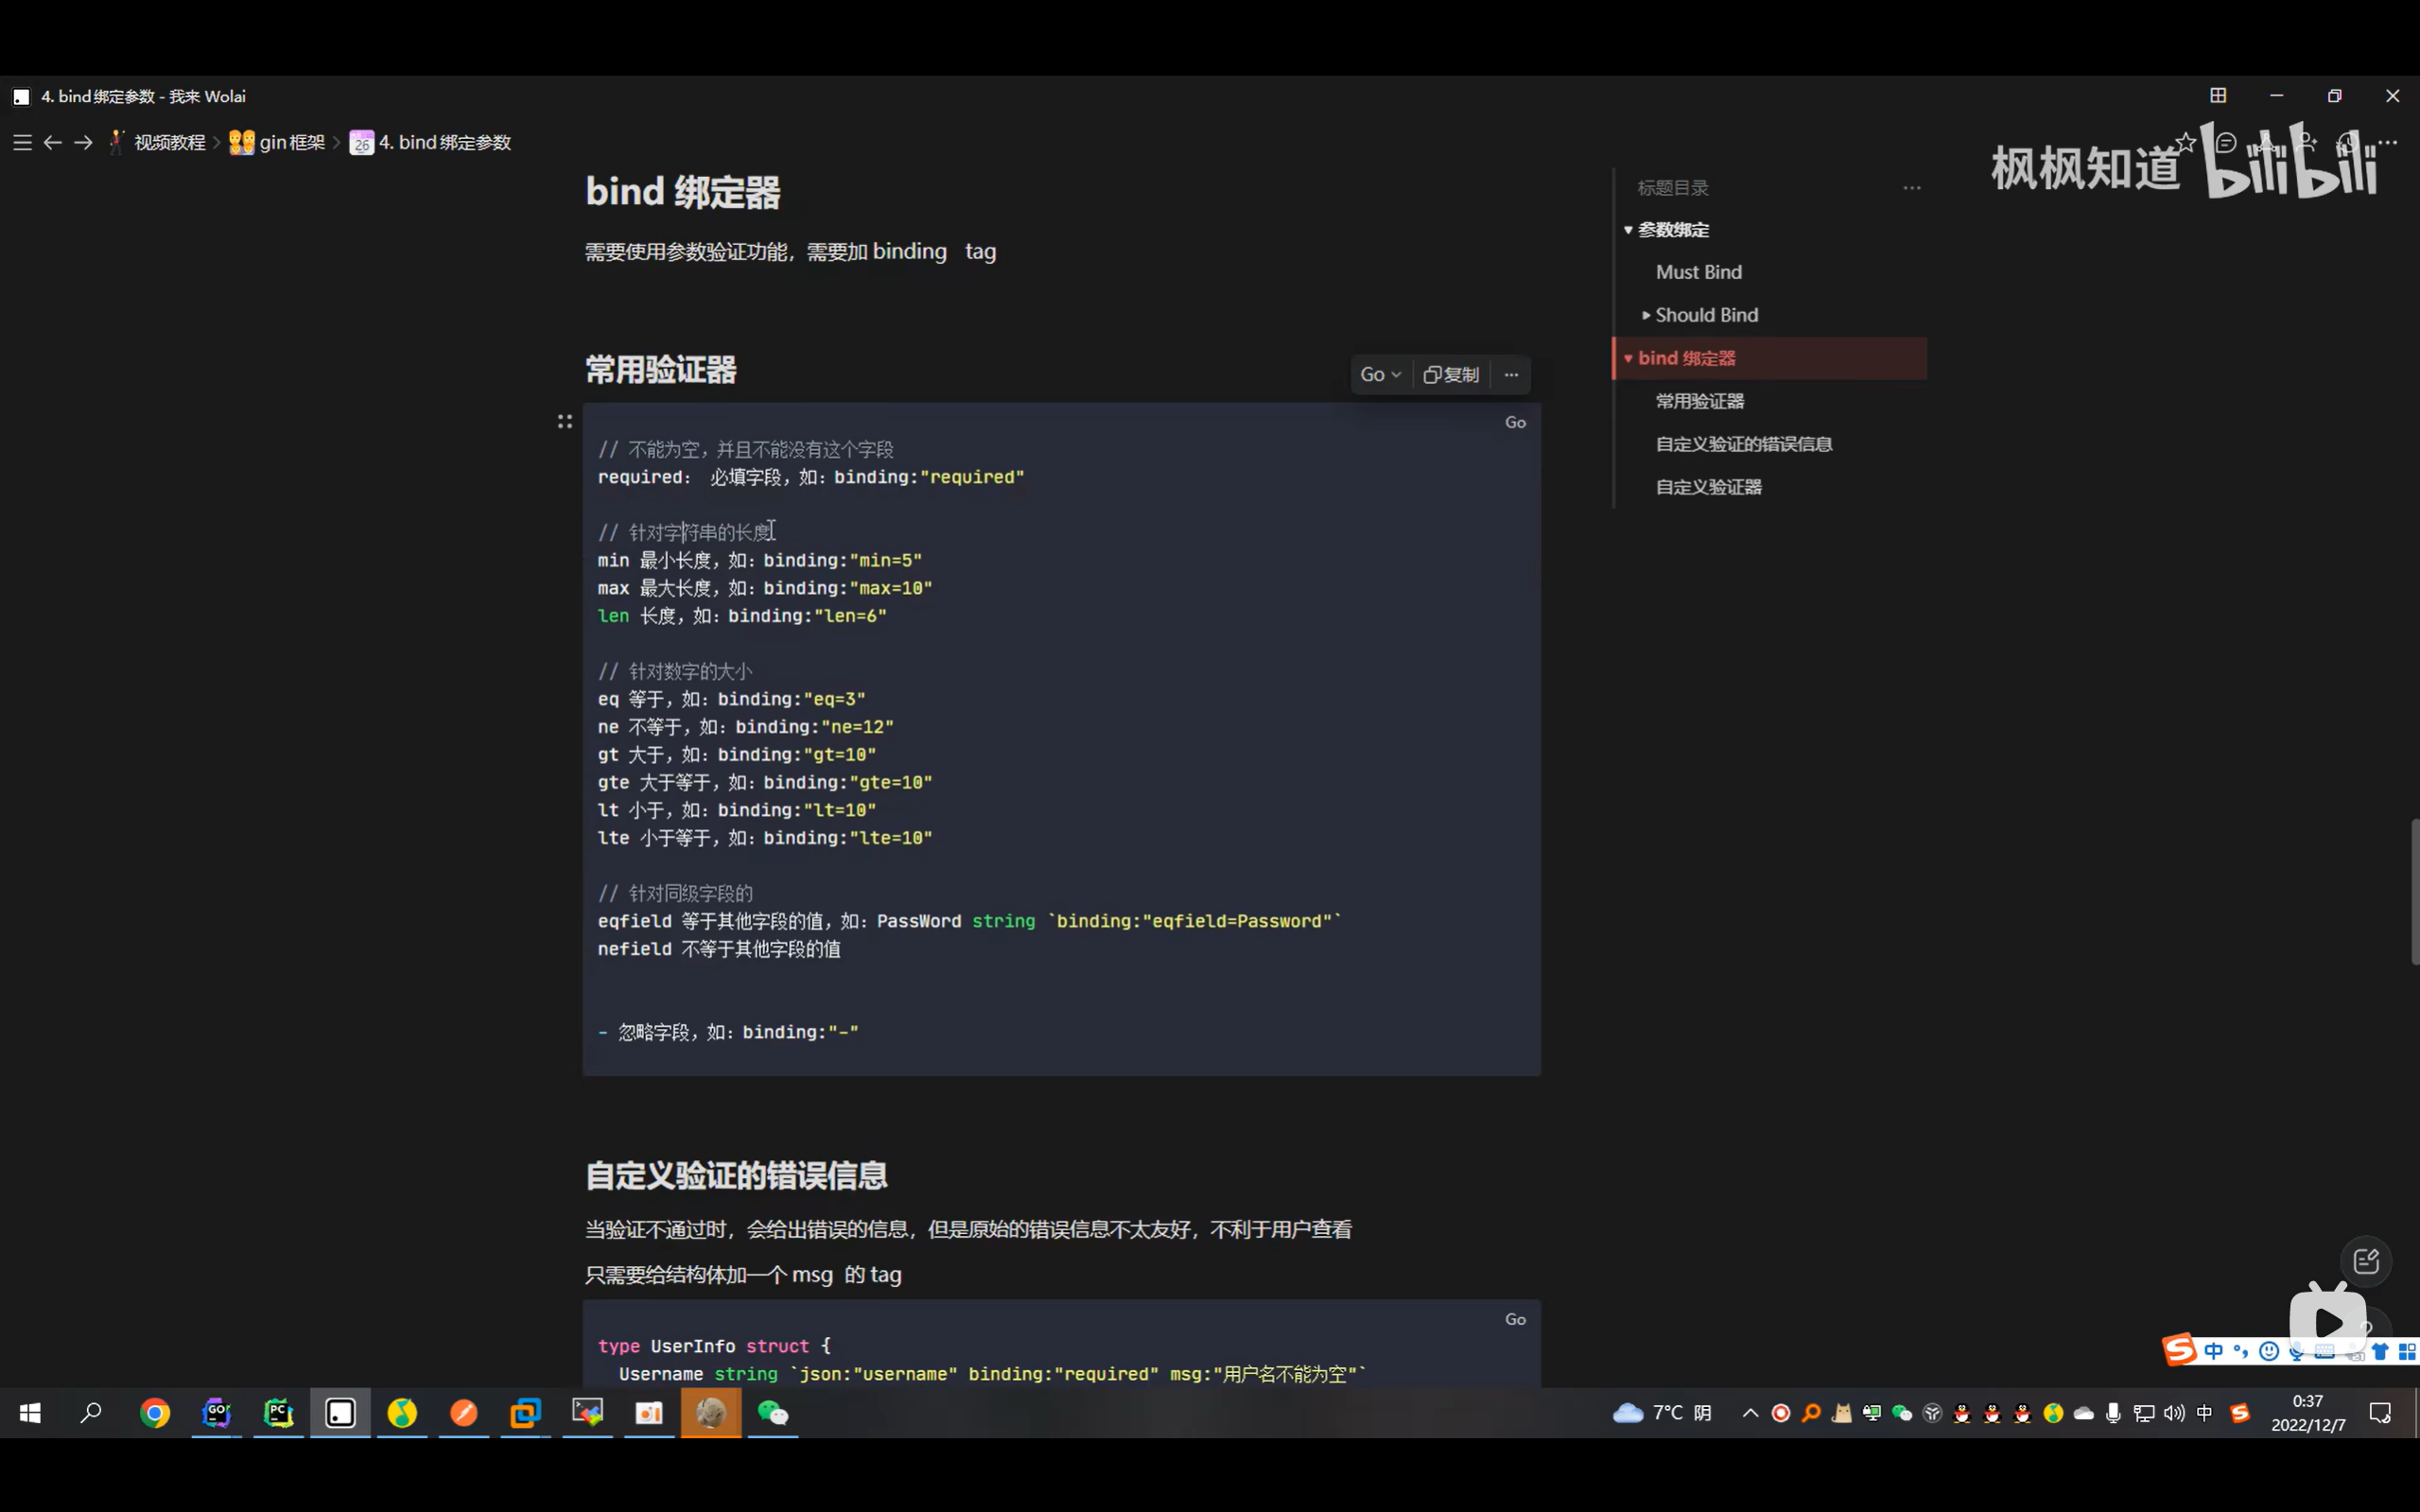 4. bind 绑定参数 - 我来 Wolai
视频教程 > gin 框架 > 26 4. bind 绑定参数
枫枫知道 bilibili
bind 绑定器
需要使用参数验证功能，需要加 binding tag
常用验证器
Go 复制 ···
Go
// 不能为空，并且不能没有这个字段
required： 必填字段，如：binding:"required"
// 针对字符串的长度
min 最小长度，如：binding:"min=5"
max 最大长度，如：binding:"max=10"
len 长度，如：binding:"len=6"
// 针对数字的大小
eq 等于，如：binding:"eq=3"
ne 不等于，如：binding:"ne=12"
gt 大于，如：binding:"gt=10"
gte 大于等于，如：binding:"gte=10"
lt 小于，如：binding:"lt=10"
lte 小于等于，如：binding:"lte=10"
// 针对同级字段的
eqfield 等于其他字段的值，如：PassWord string `binding:"eqfield=Password"`
nefield 不等于其他字段的值
- 忽略字段，如：binding:"-"
自定义验证的错误信息
当验证不通过时，会给出错误的信息，但是原始的错误信息不太友好，不利于用户查看
只需要给结构体加一个 msg 的 tag
Go
type UserInfo struct {
Username string `json:"username" binding:"required" msg:"用户名不能为空"`
标题目录 ···
参数绑定
Must Bind
Should Bind
bind 绑定器
常用验证器
自定义验证的错误信息
自定义验证器
中
7°C 阴
中
0:37
2022/12/7